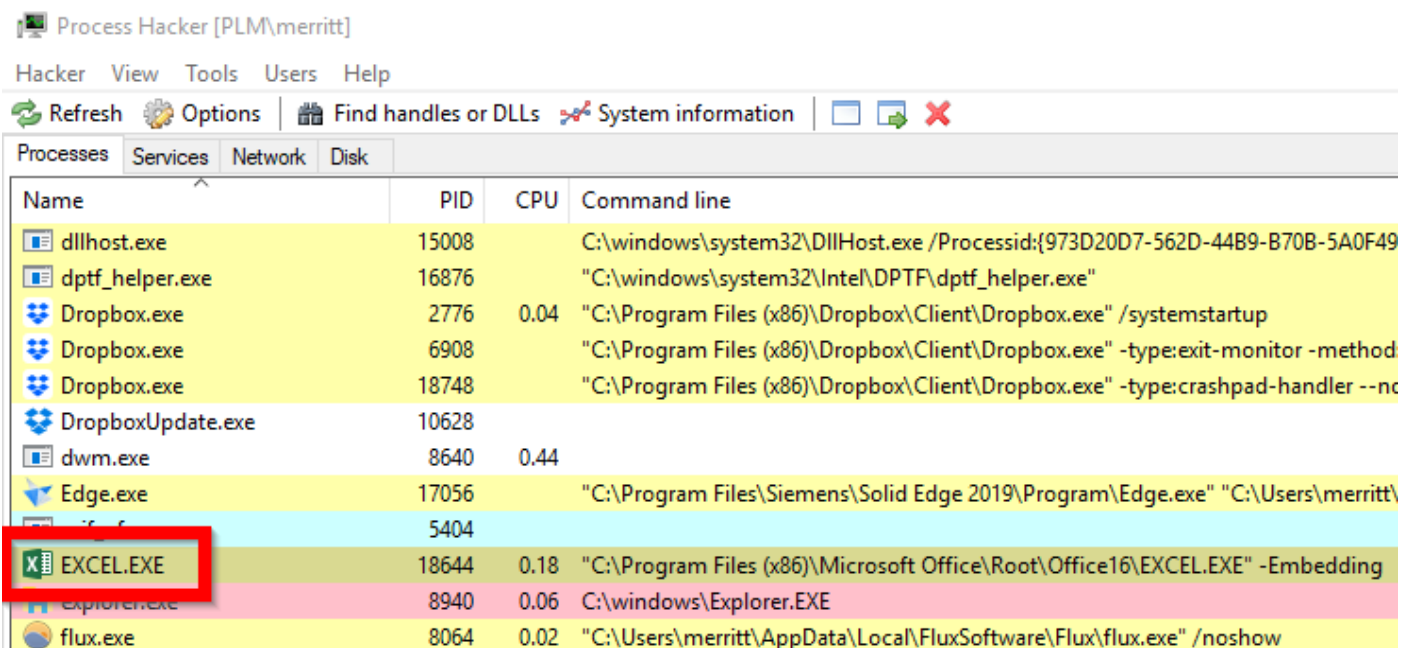 Process Hacker [PLM\merritt]
Hacker View Tools Users Help
Refresh Options Find handles or DLLs System information
Processes Services Network Disk
Name PID CPU Command line
dllhost.exe 15008 C:\windows\system32\DllHost.exe /Processid:{973D20D7-562D-44B9-B70B-5A0F49
dptf_helper.exe 16876 "C:\windows\system32\Intel\DPTF\dptf_helper.exe"
Dropbox.exe 2776 0.04 "C:\Program Files (x86)\Dropbox\Client\Dropbox.exe" /systemstartup
Dropbox.exe 6908 "C:\Program Files (x86)\Dropbox\Client\Dropbox.exe" -type:exit-monitor -method:
Dropbox.exe 18748 "C:\Program Files (x86)\Dropbox\Client\Dropbox.exe" -type:crashpad-handler --no
DropboxUpdate.exe 10628
dwm.exe 8640 0.44
Edge.exe 17056 "C:\Program Files\Siemens\Solid Edge 2019\Program\Edge.exe" "C:\Users\merritt\
5404
EXCEL.EXE 18644 0.18 "C:\Program Files (x86)\Microsoft Office\Root\Office16\EXCEL.EXE" -Embedding
explorer.exe 8940 0.06 C:\windows\Explorer.EXE
flux.exe 8064 0.02 "C:\Users\merritt\AppData\Local\FluxSoftware\Flux\flux.exe" /noshow